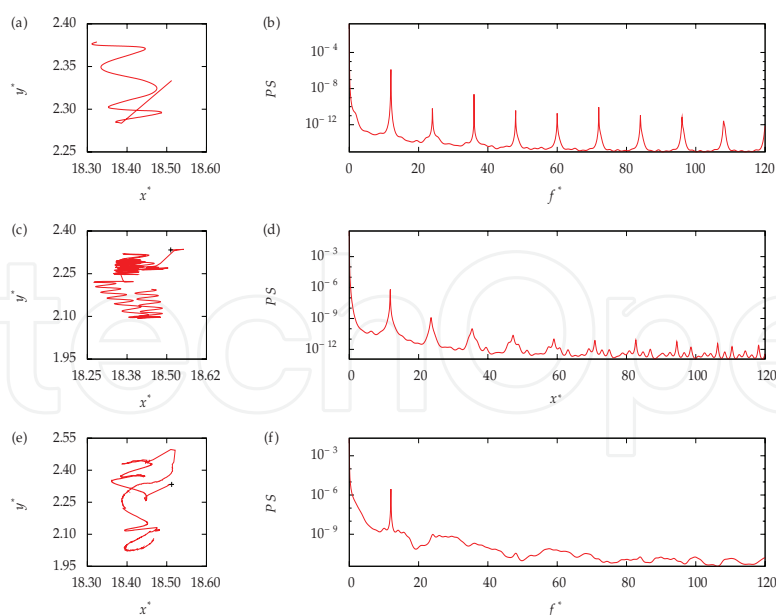 (a)
2.40
2.35
2.30
2.25
y*
18.30 18.40 18.50 18.60
x*
(b)
10⁻⁴
10⁻⁸
10⁻¹²
PS
0 20 40 60 80 100 120
f*
(c)
2.40
2.25
2.10
1.95
y*
18.25 18.38 18.50 18.62
x*
(d)
10⁻³
10⁻⁶
10⁻⁹
10⁻¹²
PS
0 20 40 60 80 100 120
x*
(e)
2.55
2.40
2.25
2.10
1.95
y*
18.30 18.40 18.50 18.60
x*
(f)
10⁻³
10⁻⁶
10⁻⁹
PS
0 20 40 60 80 100 120
f*
techOpe